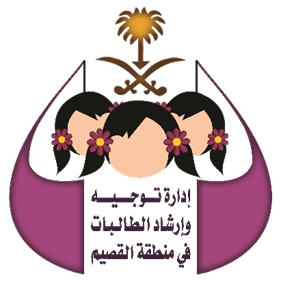 إدارة توجيه
وإرشاد الطالبات
في منطقة القصيم